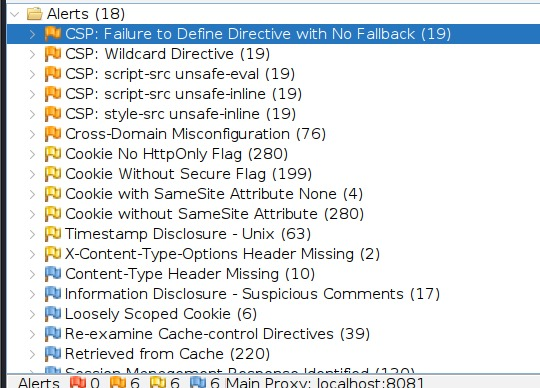 Alerts (18)
CSP: Failure to Define Directive with No Fallback (19)
CSP: Wildcard Directive (19)
CSP: script-src unsafe-eval (19)
CSP: script-src unsafe-inline (19)
CSP: style-src unsafe-inline (19)
Cross-Domain Misconfiguration (76)
Cookie No HttpOnly Flag (280)
Cookie Without Secure Flag (199)
Cookie with SameSite Attribute None (4)
Cookie without SameSite Attribute (280)
Timestamp Disclosure - Unix (63)
X-Content-Type-Options Header Missing (2)
Content-Type Header Missing (10)
Information Disclosure - Suspicious Comments (17)
Loosely Scoped Cookie (6)
Re-examine Cache-control Directives (39)
Retrieved from Cache (220)
Session Management Response Identified (130)
Alerts 0 6 6 6 Main Proxy: localhost:8081